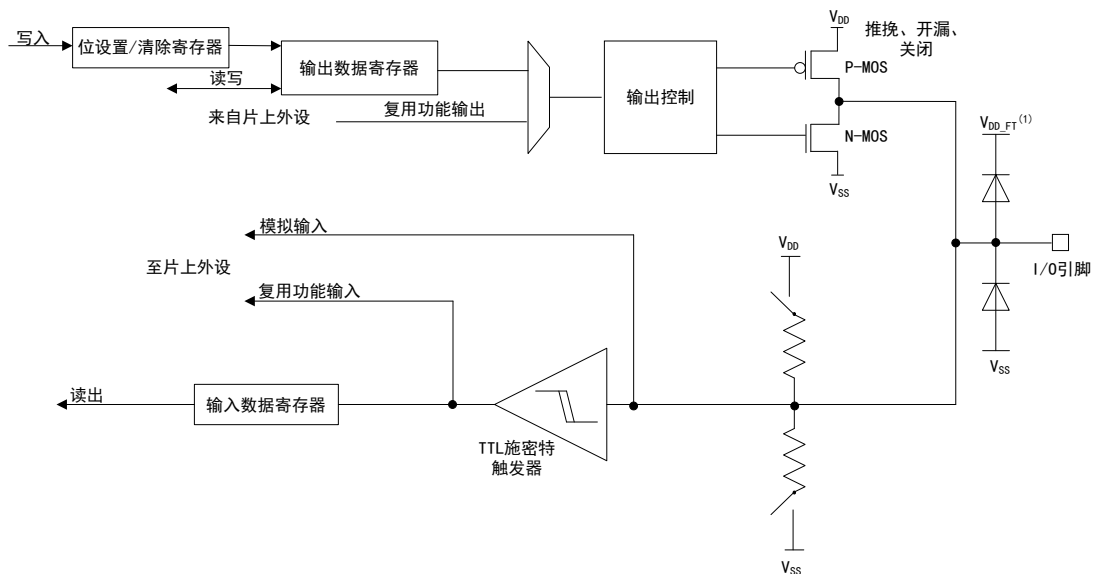 写入
位设置/清除寄存器
读写
输出数据寄存器
来自片上外设
复用功能输出
输出控制
VDD
推挽、开漏、
关闭
P-MOS
N-MOS
VSS
VDD_FT(1)
I/O引脚
VSS
模拟输入
至片上外设
复用功能输入
VDD
读出
输入数据寄存器
TTL施密特
触发器
VSS